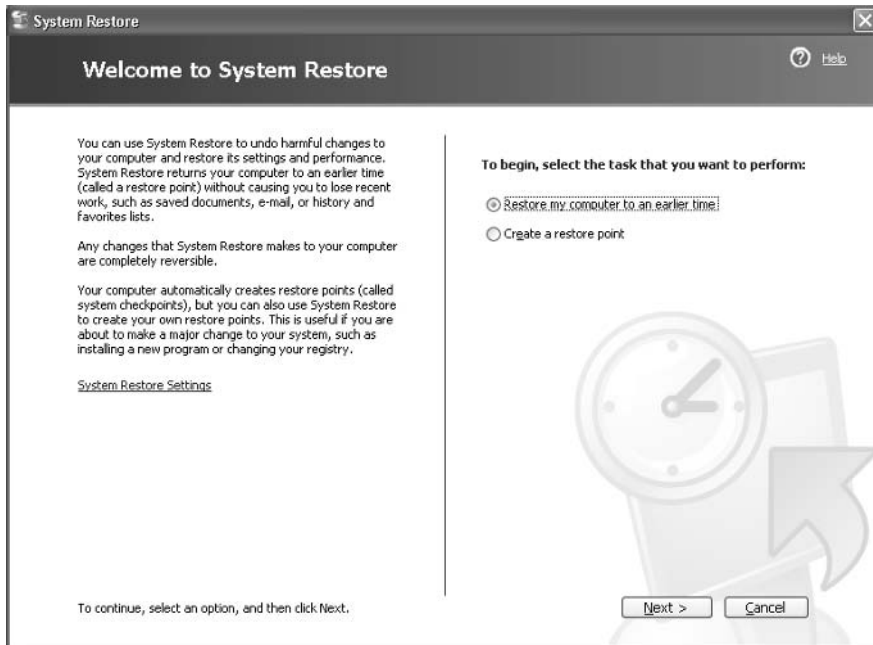 System Restore
Welcome to System Restore
Help
You can use System Restore to undo harmful changes to
your computer and restore its settings and performance.
System Restore returns your computer to an earlier time
(called a restore point) without causing you to lose recent
work, such as saved documents, e-mail, or history and
favorites lists.
Any changes that System Restore makes to your computer
are completely reversible.
Your computer automatically creates restore points (called
system checkpoints), but you can also use System Restore
to create your own restore points. This is useful if you are
about to make a major change to your system, such as
installing a new program or changing your registry.
System Restore Settings
To begin, select the task that you want to perform:
Restore my computer to an earlier time
Create a restore point
To continue, select an option, and then click Next.
Next >
Cancel